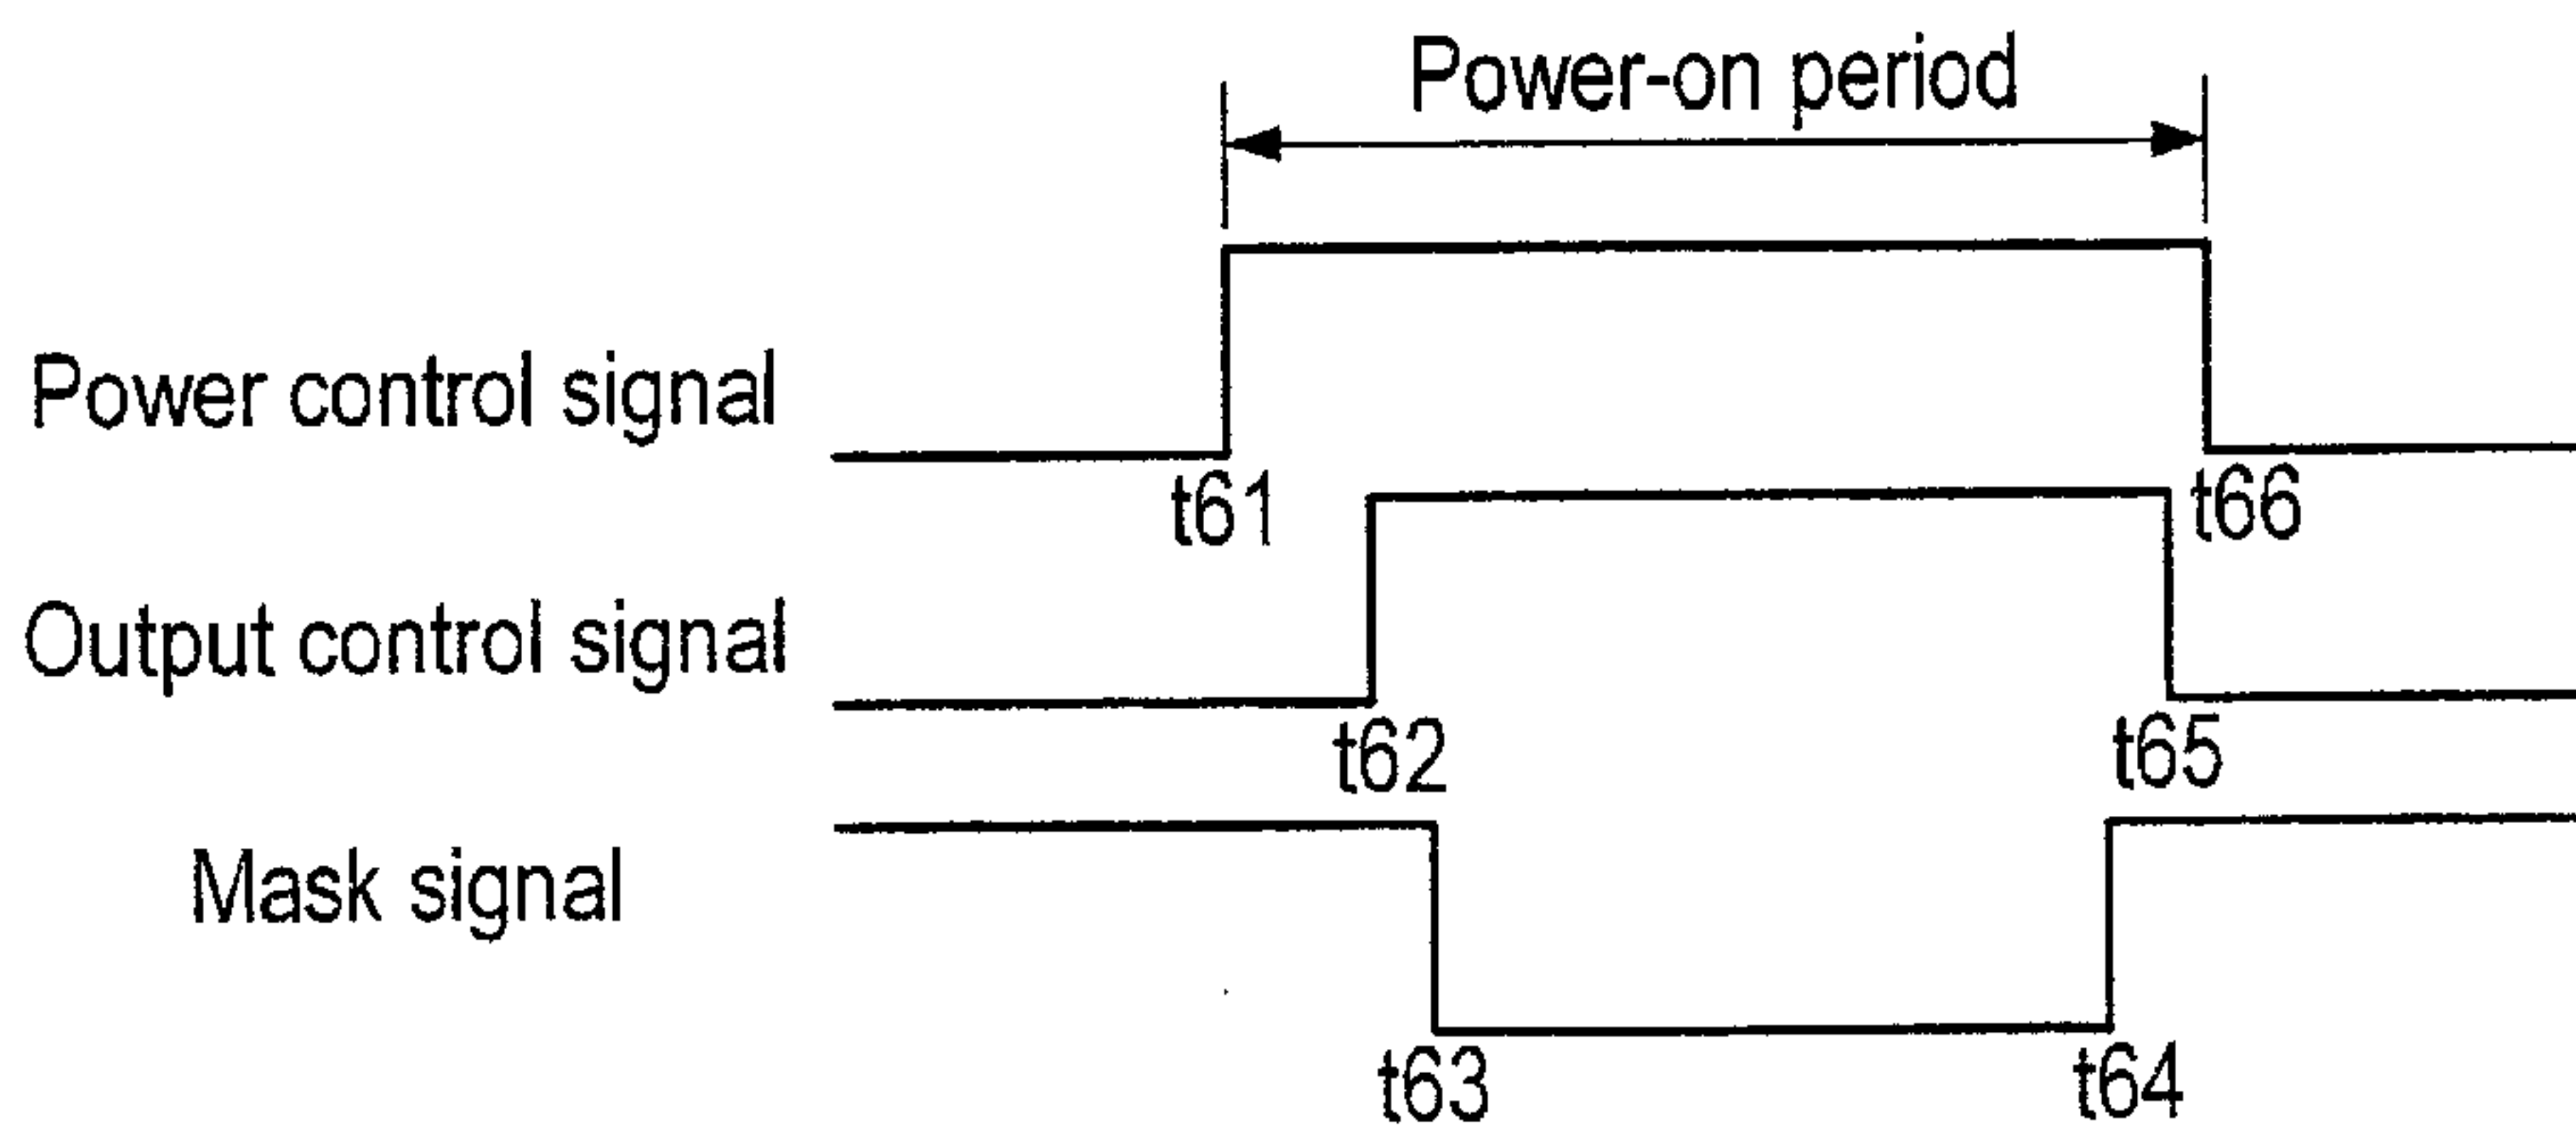 Power-on period
Power control signal
t61
t66
Output control signal
t62
t65
Mask signal
t63
t64